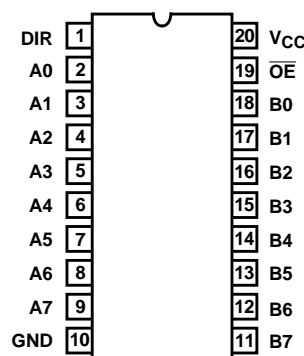 DIR 1 20 VCC
A0 2 19 OE
A1 3 18 B0
A2 4 17 B1
A3 5 16 B2
A4 6 15 B3
A5 7 14 B4
A6 8 13 B5
A7 9 12 B6
GND 10 11 B7